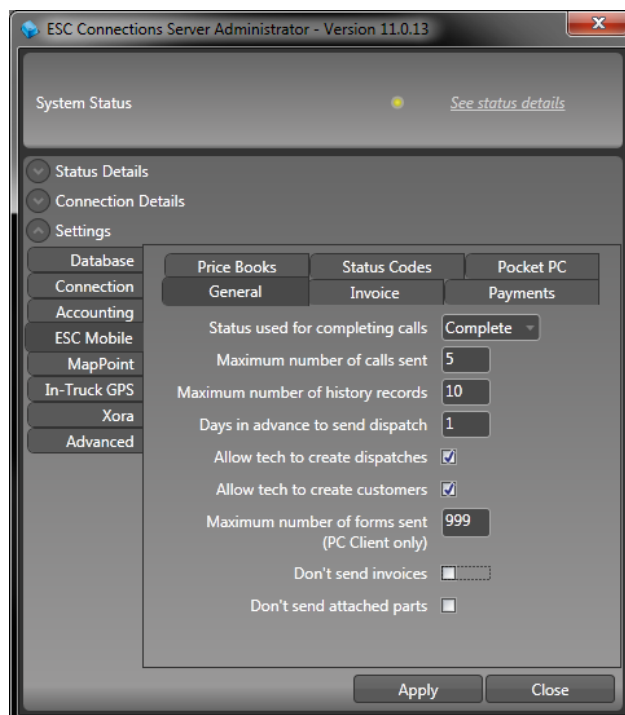 ESC Connections Server Administrator - Version 11.0.13
System Status
See status details
Status Details
Connection Details
Settings
Database
Connection
Accounting
ESC Mobile
MapPoint
In-Truck GPS
Xora
Advanced
Price Books Status Codes Pocket PC
General Invoice Payments
Status used for completing calls Complete
Maximum number of calls sent 5
Maximum number of history records 10
Days in advance to send dispatch 1
Allow tech to create dispatches
Allow tech to create customers
Maximum number of forms sent 999
(PC Client only)
Don't send invoices
Don't send attached parts
Apply Close